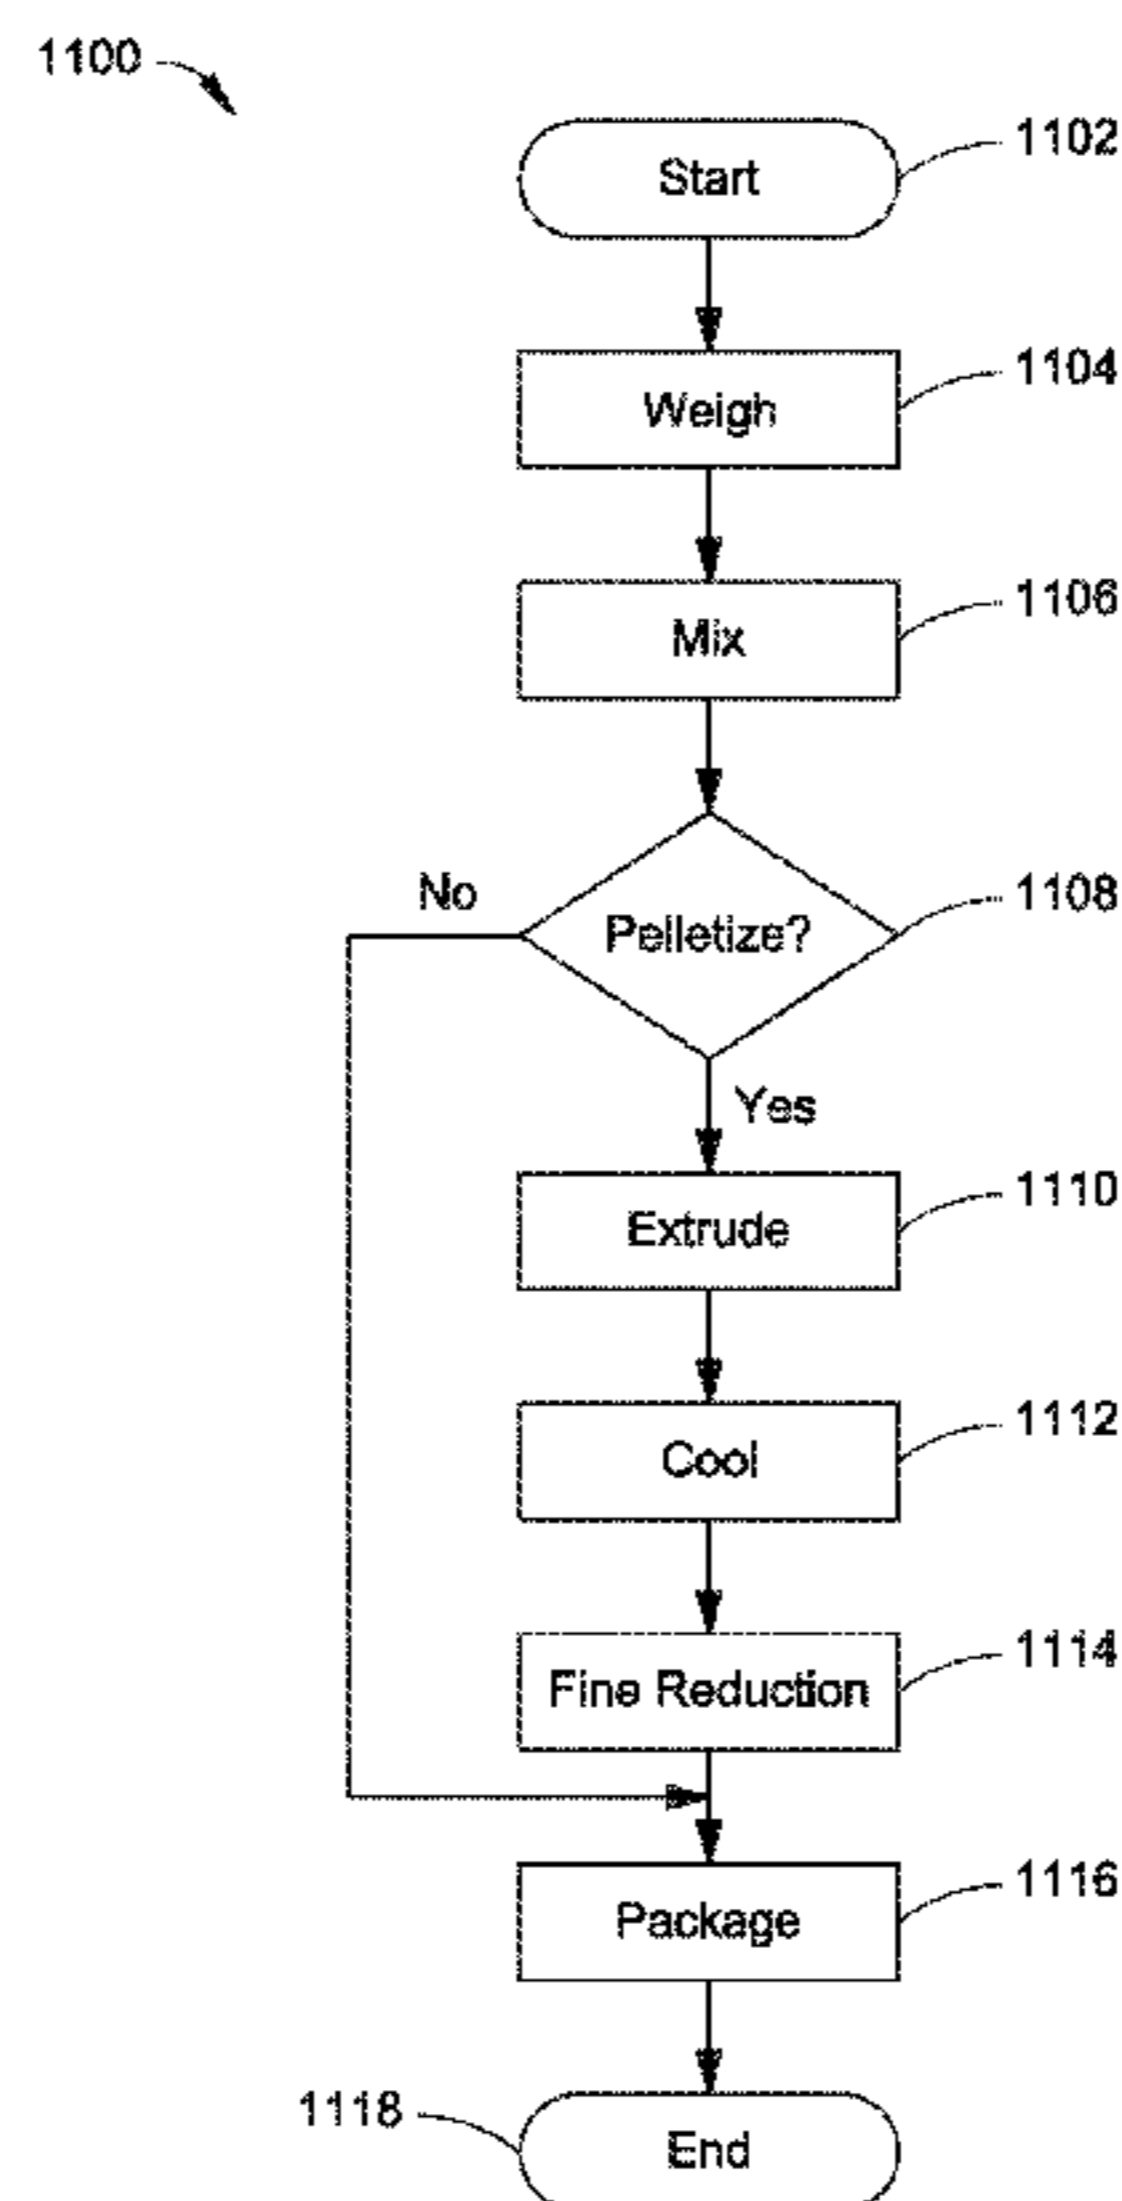 1100
Start
1102
Weigh
1104
Mix
1106
No
Pelletize?
1108
Yes
Extrude
1110
Cool
1112
Fine Reduction
1114
Package
1116
1118
End